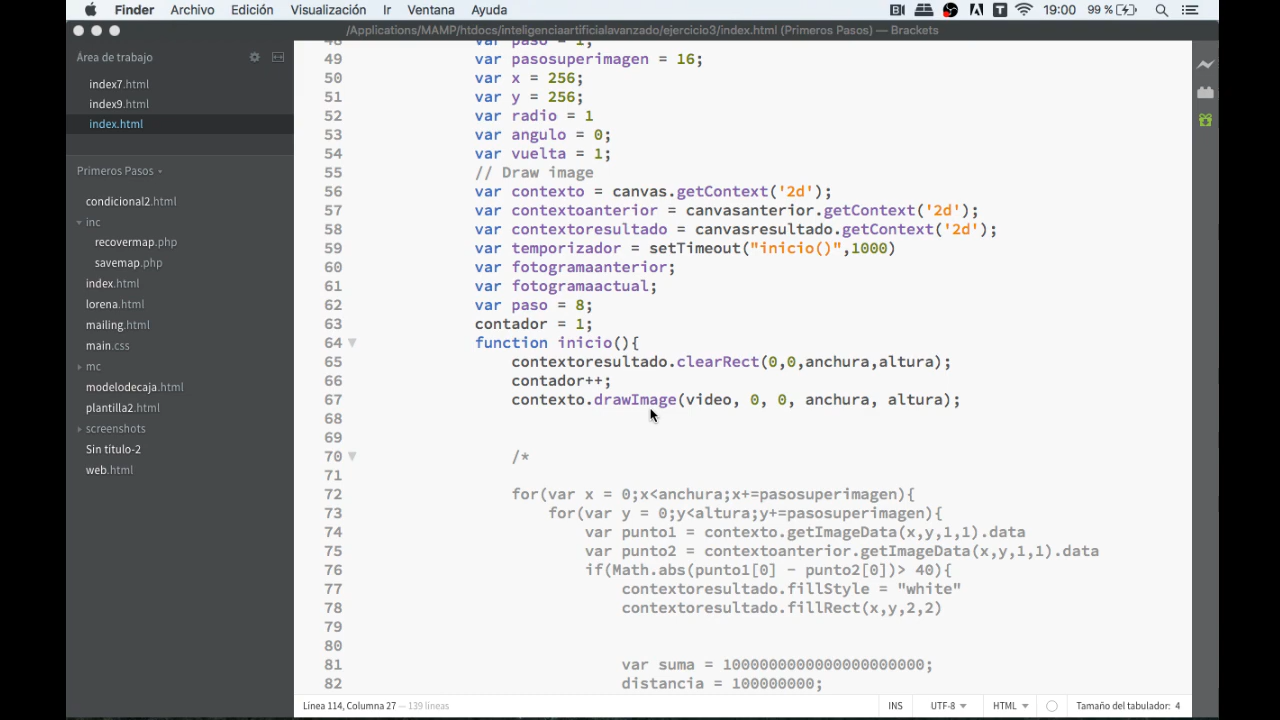 Finder Archivo Edición Visualización Ir Ventana Ayuda 19:00 99 %
/Applications/MAMP/htdocs/inteligenciaartificialavanzado/ejercicio3/index.html (Primeros Pasos) — Brackets
Área de trabajo
index7.html
index9.html
index.html
Primeros Pasos
condicional2.html
inc
recovermap.php
savemap.php
index.html
lorena.html
mailing.html
main.css
mc
modelodecaja.html
plantilla2.html
screenshots
Sin título-2
web.html
48 var paso = 1;
49 var pasosuperimagen = 16;
50 var x = 256;
51 var y = 256;
52 var radio = 1
53 var angulo = 0;
54 var vuelta = 1;
55 // Draw image
56 var contexto = canvas.getContext('2d');
57 var contextoanterior = canvasanterior.getContext('2d');
58 var contextoresultado = canvasresultado.getContext('2d');
59 var temporizador = setTimeout("inicio()",1000)
60 var fotogramaanterior;
61 var fotogramaactual;
62 var paso = 8;
63 contador = 1;
64 function inicio(){
65 contextoresultado.clearRect(0,0,anchura,altura);
66 contador++;
67 contexto.drawImage(video, 0, 0, anchura, altura);
68
69
70 /*
71
72 for(var x = 0;x<anchura;x+=pasosuperimagen){
73 for(var y = 0;y<altura;y+=pasosuperimagen){
74 var punto1 = contexto.getImageData(x,y,1,1).data
75 var punto2 = contextoanterior.getImageData(x,y,1,1).data
76 if(Math.abs(punto1[0] - punto2[0])> 40){
77 contextoresultado.fillStyle = "white"
78 contextoresultado.fillRect(x,y,2,2)
79
80
81 var suma = 10000000000000000000000;
82 distancia = 100000000;
Línea 114, Columna 27 — 139 líneas INS UTF-8 HTML Tamaño del tabulador: 4